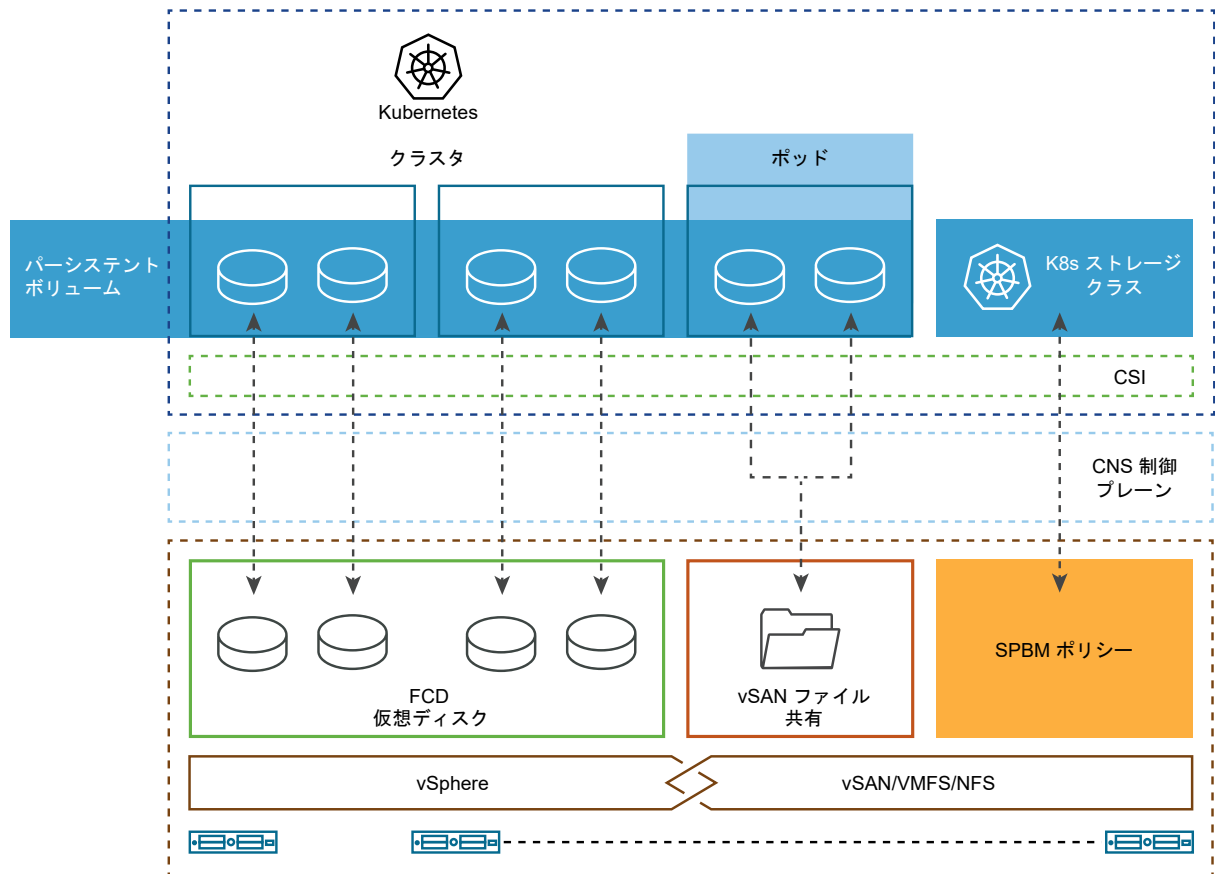 Kubernetes
クラスタ
ポッド
パーシステント
ボリューム
K8s ストレージ
クラス
CSI
CNS 制御
プレーン
FCD
仮想ディスク
vSAN ファイル
共有
SPBM ポリシー
vSphere
vSAN/VMFS/NFS